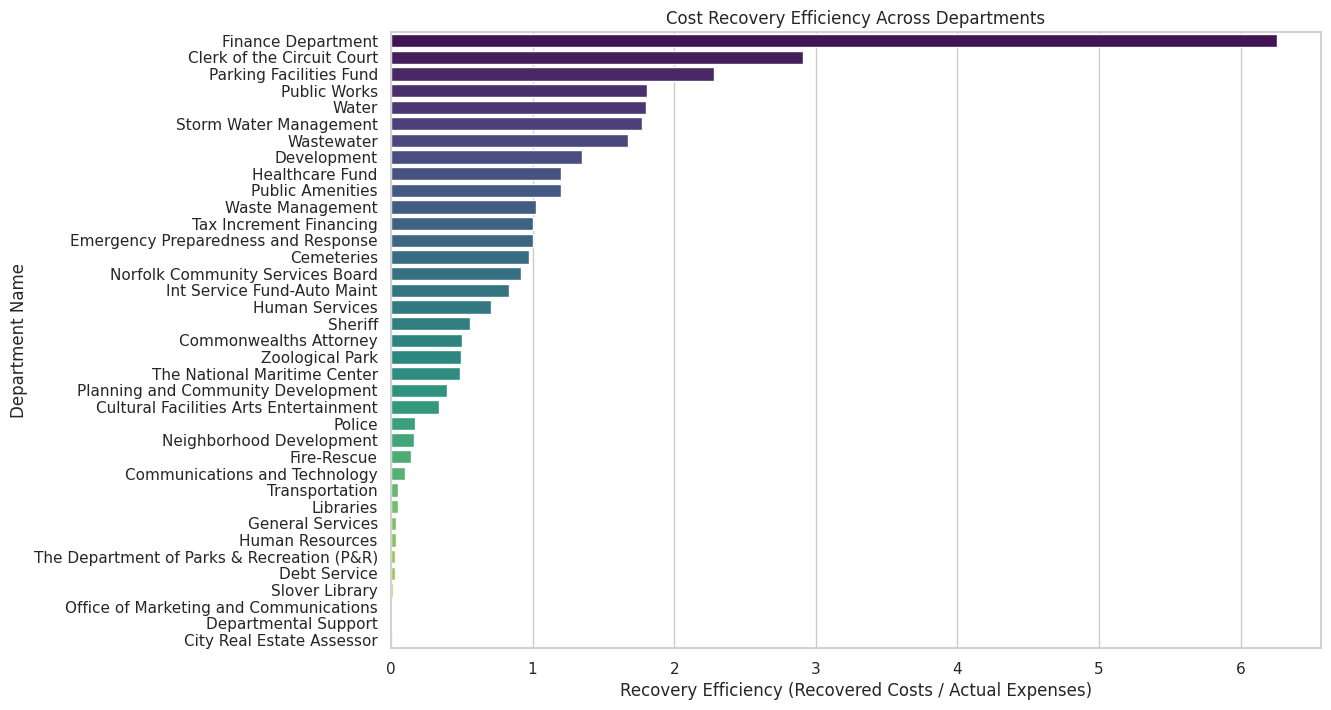 Cost Recovery Efficiency Across Departments
Finance Department
Clerk of the Circuit Court
Parking Facilities Fund
Public Works
Water
Storm Water Management
Wastewater
Development
Healthcare Fund
Public Amenities
Waste Management
Tax Increment Financing
Emergency Preparedness and Response
Cemeteries
Norfolk Community Services Board
Int Service Fund-Auto Maint
Human Services
Sheriff
Commonwealths Attorney
Zoological Park
The National Maritime Center
Planning and Community Development
Cultural Facilities Arts Entertainment
Police
Neighborhood Development
Fire-Rescue
Communications and Technology
Transportation
Libraries
General Services
Human Resources
The Department of Parks & Recreation (P&R)
Debt Service
Slover Library
Office of Marketing and Communications
Departmental Support
City Real Estate Assessor
Department Name
0 1 2 3 4 5 6
Recovery Efficiency (Recovered Costs / Actual Expenses)